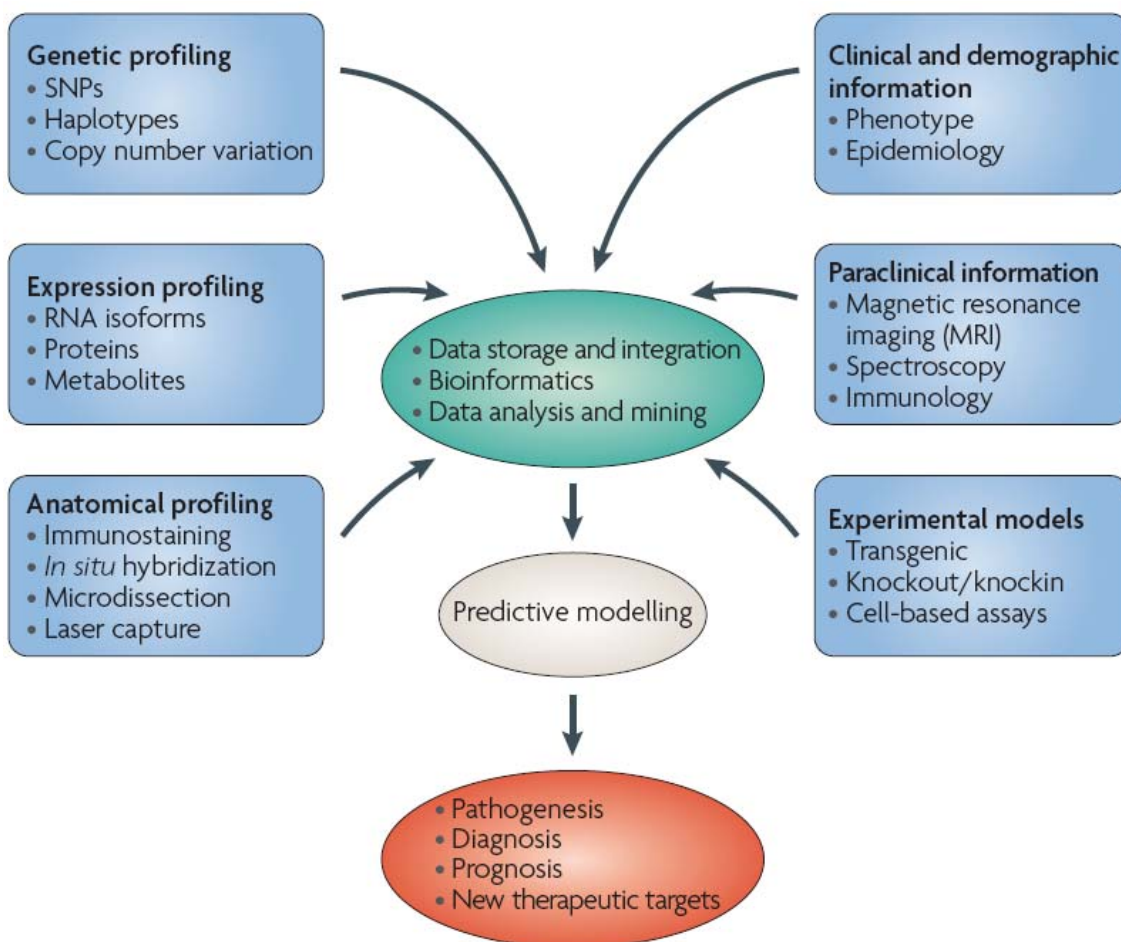 Genetic profiling
• SNPs
• Haplotypes
• Copy number variation
Expression profiling
• RNA isoforms
• Proteins
• Metabolites
Anatomical profiling
• Immunostaining
• In situ hybridization
• Microdissection
• Laser capture
Clinical and demographic
information
• Phenotype
• Epidemiology
Paraclinical information
• Magnetic resonance
imaging (MRI)
• Spectroscopy
• Immunology
Experimental models
• Transgenic
• Knockout/knockin
• Cell-based assays
• Data storage and integration
• Bioinformatics
• Data analysis and mining
Predictive modelling
• Pathogenesis
• Diagnosis
• Prognosis
• New therapeutic targets